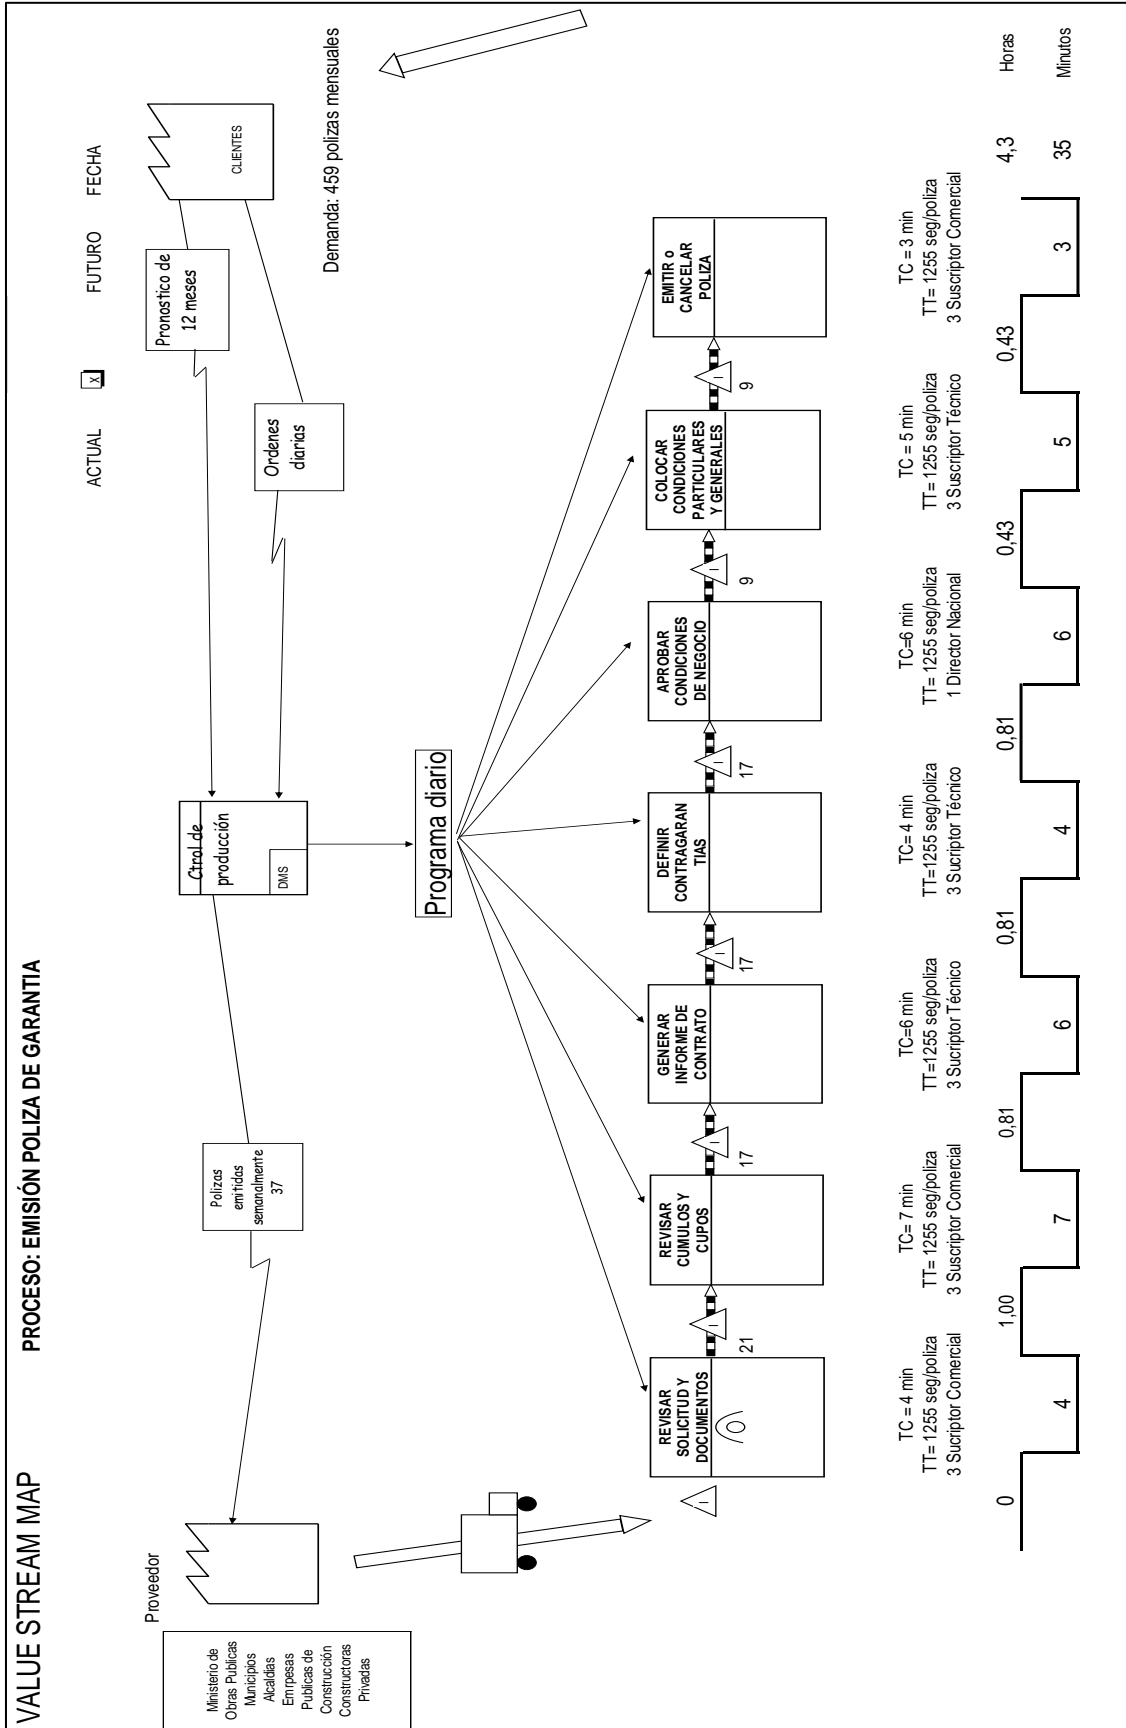 VALUE STREAM MAP
PROCESO: EMISIÓN POLIZA DE GARANTIA
ACTUAL
x
FUTURO
FECHA
Proveedor
Ministerio de
Obras Publicas
Municipios
Alcaldias
Emrpesas
Publicas de
Construcción
Constructoras
Privadas
Polizas
emitidas
semanalmente
37
Ctrol de
producción
DMS
Pronostico de
12 meses
Ordenes
diarias
CLIENTES
Demanda: 459 polizas mensuales
Programa diario
I
REVISAR
SOLICITUD Y
DOCUMENTOS
I
21
REVISAR
CUMULOS Y
CUPOS
I
17
GENERAR
INFORME DE
CONTRATO
I
17
DEFINIR
CONTRAGARAN
TIAS
I
17
APROBAR
CONDICIONES
DE NEGOCIO
I
9
COLOCAR
CONDICIONES
PARTICULARES
Y GENERALES
I
9
EMITIR o
CANCELAR
POLIZA
TC = 4 min
TT= 1255 seg/poliza
3 Sucriptor Comercial
TC= 7 min
TT= 1255 seg/poliza
3 Suscriptor Comercial
TC=6 min
TT=1255 seg/poliza
3 Sucriptor Técnico
TC= 4 min
TT=1255 seg/poliza
3 Sucriptor Técnico
TC=6 min
TT= 1255 seg/poliza
1 Director Nacional
TC = 5 min
TT= 1255 seg/poliza
3 Suscriptor Técnico
TC = 3 min
TT= 1255 seg/poliza
3 Suscriptor Comercial
0
1,00
0,81
0,81
0,81
0,43
0,43
4,3
Horas
4
7
6
4
6
5
3
35
Minutos